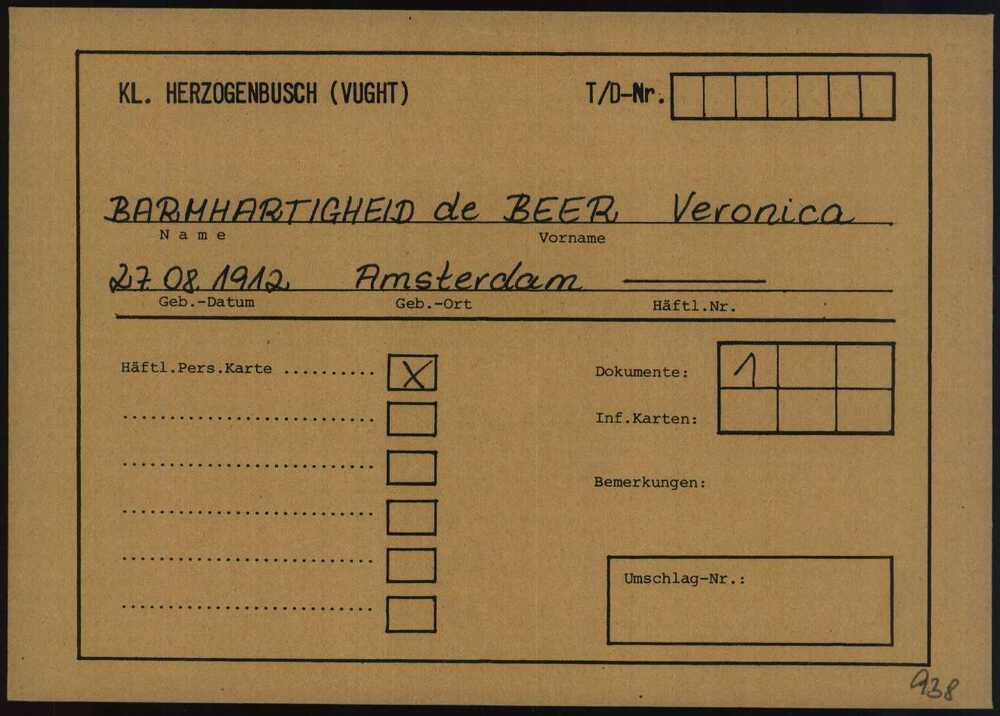 KL. HERZOGENBUSCH (VUGHT) T/D-Nr.
BARMHARTIGHEID de BEER Veronica
Name Vorname
27.08.1912 Amsterdam
Geb.-Datum Geb.-Ort Häftl.Nr.
Häftl.Pers.Karte .......... X
Dokumente: 1
Inf.Karten:
Bemerkungen:
Umschlag-Nr.:
938